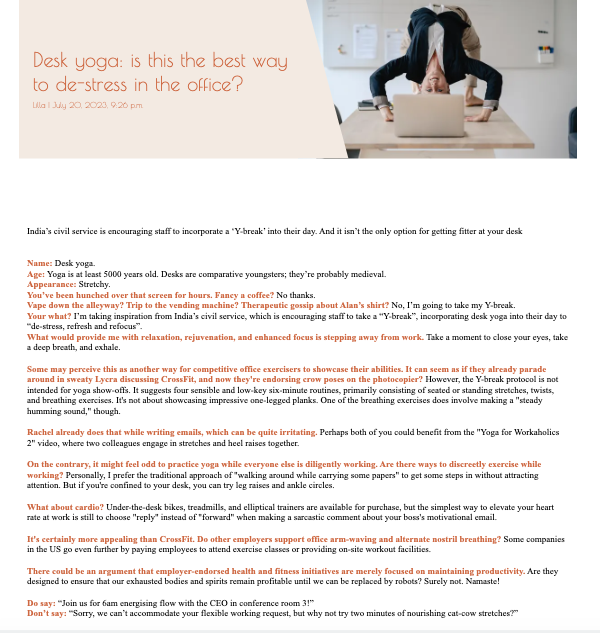 Desk yoga: is this the best way
to de-stress in the office?
Lilla | July 20, 2023, 9:26 p.m
India's civil service is encouraging staff to incorporate a 'Y-break' into their day. And it isn't the only option for getting fitter at your desk
Name: Desk yoga.
Age: Yoga is at least 5000 years old. Desks are comparative youngsters; they're probably medieval.
Appearance: Stretchy.
You've been hunched over that screen for hours. Fancy a coffee? No thanks.
Vape down the alleyway? Trip to the vending machine? Therapeutic gossip about Alan's shirt? No, I'm going to take my Y-break.
Your what? I'm taking inspiration from India's civil service, which is encouraging staff to take a "Y-break", incorporating desk yoga into their day to
"de-stress, refresh and refocus".
What would provide me with relaxation, rejuvenation, and enhanced focus is stepping away from work. Take a moment to close your eyes, take
a deep breath, and exhale.
Some may perceive this as another way for competitive office exercisers to showcase their abilities. It can seem as if they already parade
around in sweaty Lycra discussing CrossFit, and now they're endorsing crow poses on the photocopier? However, the Y-break protocol is not
intended for yoga show-offs. It suggests four sensible and low-key six-minute routines, primarily consisting of seated or standing stretches, twists,
and breathing exercises. It's not about showcasing impressive one-legged planks. One of the breathing exercises does involve making a "steady
humming sound," though.
Rachel already does that while writing emails, which can be quite irritating. Perhaps both of you could benefit from the "Yoga for Workaholics
2" video, where two colleagues engage in stretches and heel raises together.
On the contrary, it might feel odd to practice yoga while everyone else is diligently working. Are there ways to discreetly exercise while
working? Personally, I prefer the traditional approach of "walking around while carrying some papers" to get some steps in without attracting
attention. But if you're confined to your desk, you can try leg raises and ankle circles.
What about cardio? Under-the-desk bikes, treadmills, and elliptical trainers are available for purchase, but the simplest way to elevate your heart
rate at work is still to choose "reply" instead of "forward" when making a sarcastic comment about your boss's motivational email.
It's certainly more appealing than CrossFit. Do other employers support office arm-waving and alternate nostril breathing? Some companies
in the US go even further by paying employees to attend exercise classes or providing on-site workout facilities.
There could be an argument that employer-endorsed health and fitness initiatives are merely focused on maintaining productivity. Are they
designed to ensure that our exhausted bodies and spirits remain profitable until we can be replaced by robots? Surely not. Namaste!
Do say: "Join us for 6am energising flow with the CEO in conference room 3!"
Don't say: "Sorry, we can't accommodate your flexible working request, but why not try two minutes of nourishing cat-cow stretches?"